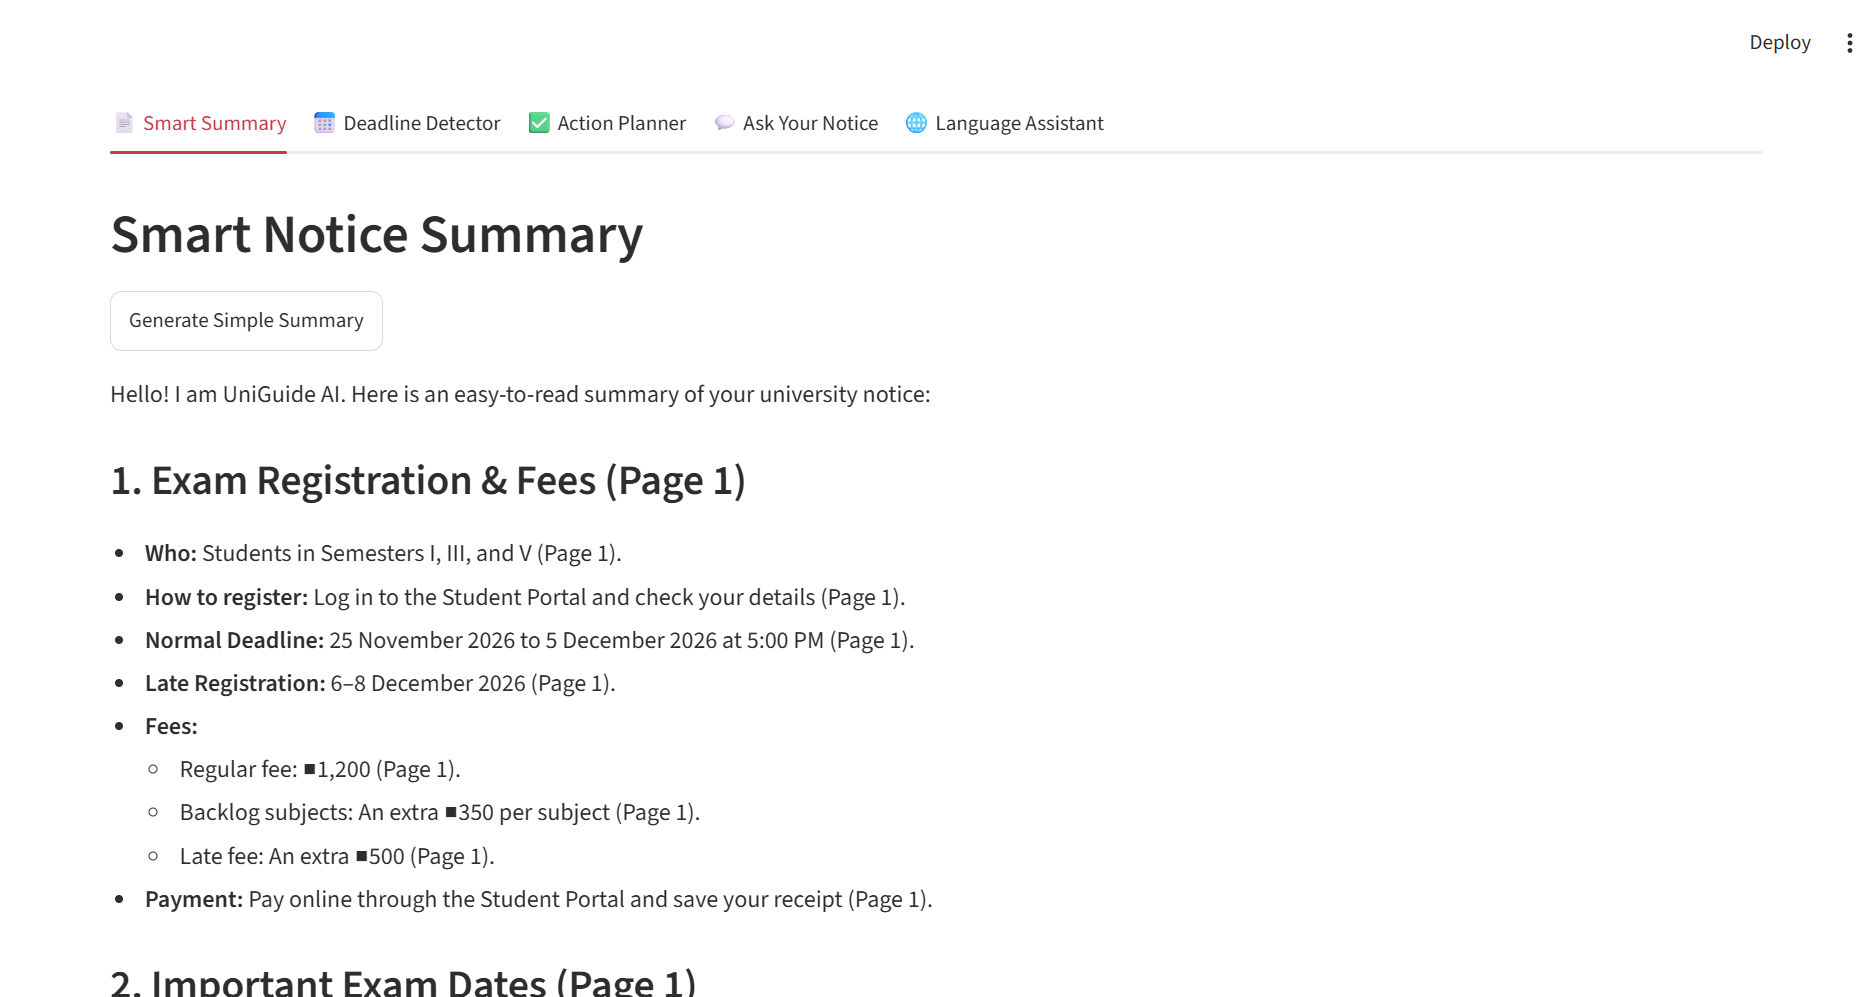 Deploy
Smart Summary
Deadline Detector
Action Planner
Ask Your Notice
Language Assistant
Smart Notice Summary
Generate Simple Summary
Hello! I am UniGuide AI. Here is an easy-to-read summary of your university notice:
1. Exam Registration & Fees (Page 1)
• Who: Students in Semesters I, III, and V (Page 1).
• How to register: Log in to the Student Portal and check your details (Page 1).
• Normal Deadline: 25 November 2026 to 5 December 2026 at 5:00 PM (Page 1).
• Late Registration: 6–8 December 2026 (Page 1).
• Fees:
◦ Regular fee: ■1,200 (Page 1).
◦ Backlog subjects: An extra ■350 per subject (Page 1).
◦ Late fee: An extra ■500 (Page 1).
• Payment: Pay online through the Student Portal and save your receipt (Page 1).
2. Important Exam Dates (Page 1)